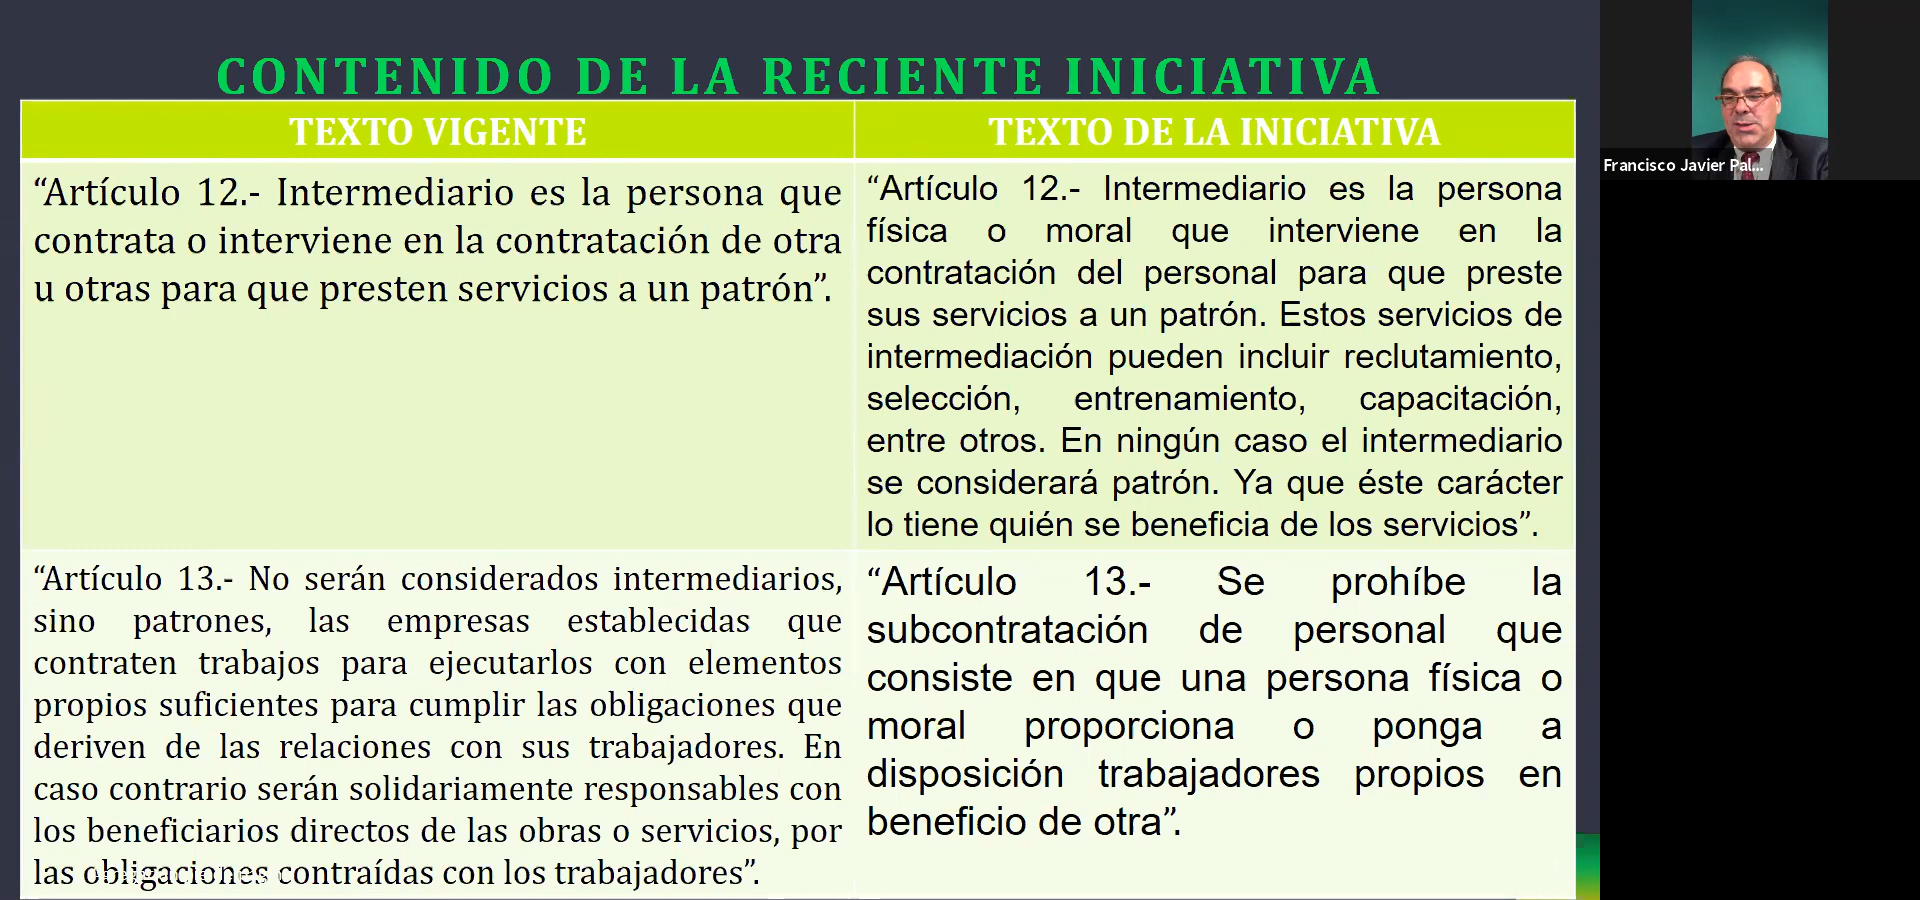 CONTENIDO DE LA RECIENTE INICIATIVA
TEXTO VIGENTE
“Artículo 12.- Intermediario es la persona que
contrata o interviene en la contratación de otra
u otras para que presten servicios a un patrón”.
“Artículo 13.- No serán considerados intermediarios,
sino patrones, las empresas establecidas que
contraten trabajos para ejecutarlos con elementos
propios suficientes para cumplir las obligaciones que
deriven de las relaciones con sus trabajadores. En
caso contrario serán solidariamente responsables con
los beneficiarios directos de las obras o servicios, por
las obligaciones contraídas con los trabajadores”.
TEXTO DE LA INICIATIVA
“Artículo 12.- Intermediario es la persona
física o moral que interviene en la
contratación del personal para que preste
sus servicios a un patrón. Estos servicios de
intermediación pueden incluir reclutamiento,
selección, entrenamiento, capacitación,
entre otros. En ningún caso el intermediario
se considerará patrón. Ya que éste carácter
lo tiene quién se beneficia de los servicios”.
“Artículo 13.- Se prohíbe la
subcontratación de personal que
consiste en que una persona física o
moral proporciona o ponga a
disposición trabajadores propios en
beneficio de otra”.
Francisco Javier Pal...